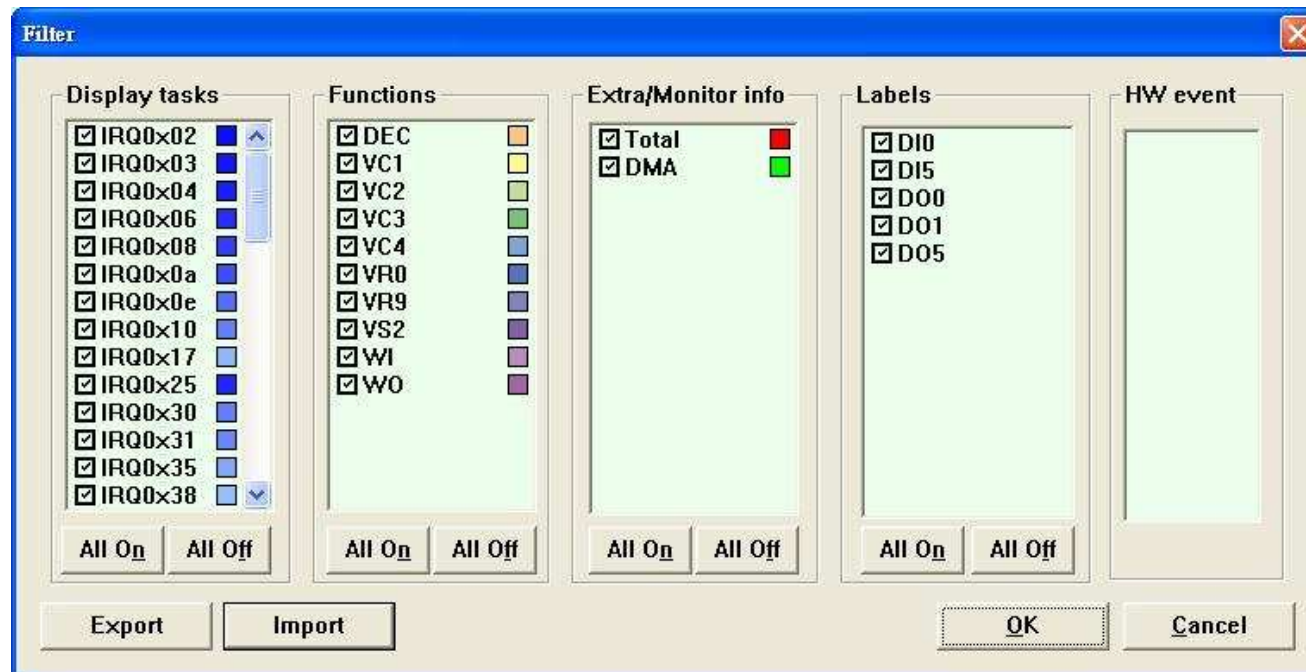 Filter
Display tasks
IRQ0x02
IRQ0x03
IRQ0x04
IRQ0x06
IRQ0x08
IRQ0x0a
IRQ0x0e
IRQ0x10
IRQ0x17
IRQ0x25
IRQ0x30
IRQ0x31
IRQ0x35
IRQ0x38
All On All Off
Functions
DEC
VC1
VC2
VC3
VC4
VR0
VR9
VS2
WI
WO
All On All Off
Extra/Monitor info
Total
DMA
All On All Off
Labels
DI0
DI5
DO0
DO1
DO5
All On All Off
HW event
Export Import OK Cancel